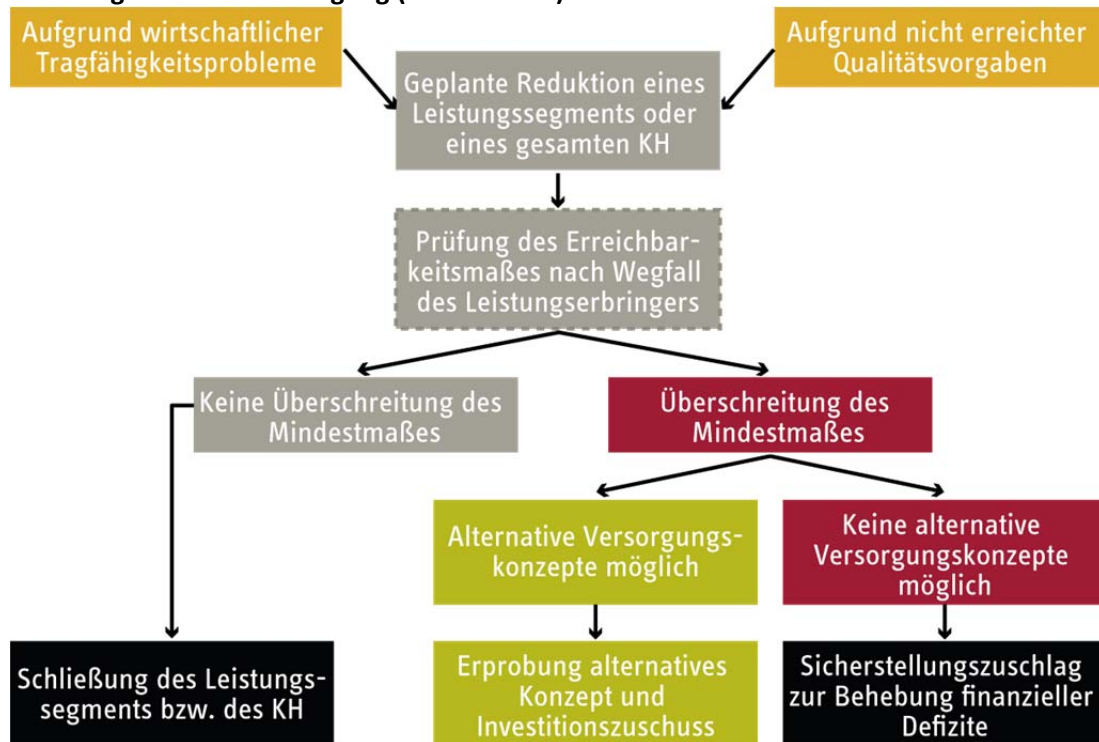 Aufgrund wirtschaftlicher
Tragfähigkeitsprobleme
Aufgrund nicht erreichter
Qualitätsvorgaben
Geplante Reduktion eines
Leistungssegments oder
eines gesamten KH
Prüfung des Erreichbar-
keitsmaßes nach Wegfall
des Leistungserbringers
Keine Überschreitung des
Mindestmaßes
Überschreitung des
Mindestmaßes
Alternative Versorgungs-
konzepte möglich
Keine alternative
Versorgungskonzepte
möglich
Schließung des Leistungs-
segments bzw. des KH
Erprobung alternatives
Konzept und
Investitionszuschuss
Sicherstellungszuschlag
zur Behebung finanzieller
Defizite